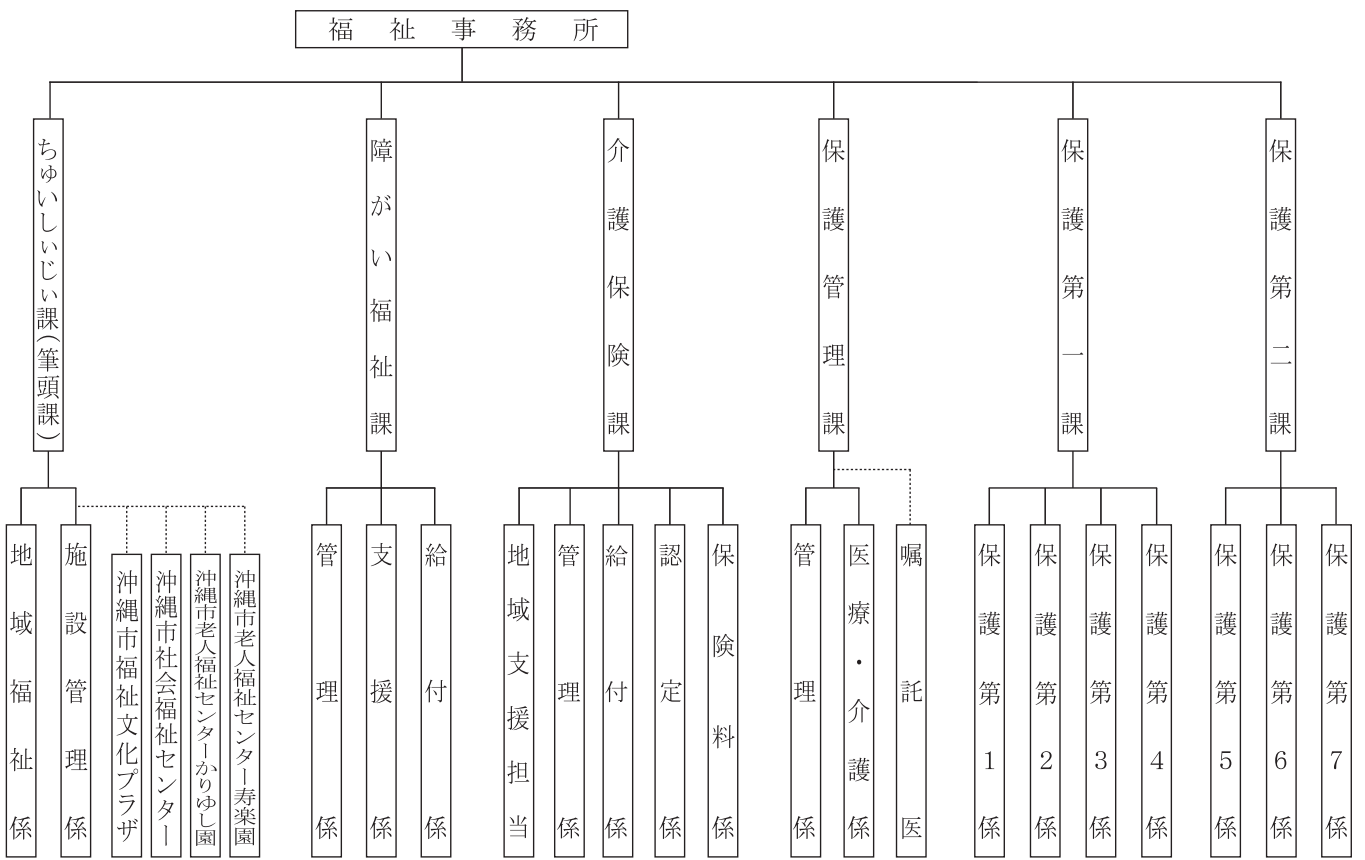 福祉事務所
ちゅいしぃじぃ課(筆頭課)
障がい福祉課
介護保険課
保護管理課
保護第一課
保護第二課
地域福祉係
施設管理係
沖縄市福祉文化プラザ
沖縄市社会福祉センター
沖縄市老人福祉センターかりゆし園
沖縄市老人福祉センター寿楽園
管理係
支援係
給付係
地域支援担当
管理係
給付係
認定係
保険料係
管理係
医療・介護係
嘱託医
保護第1係
保護第2係
保護第3係
保護第4係
保護第5係
保護第6係
保護第7係